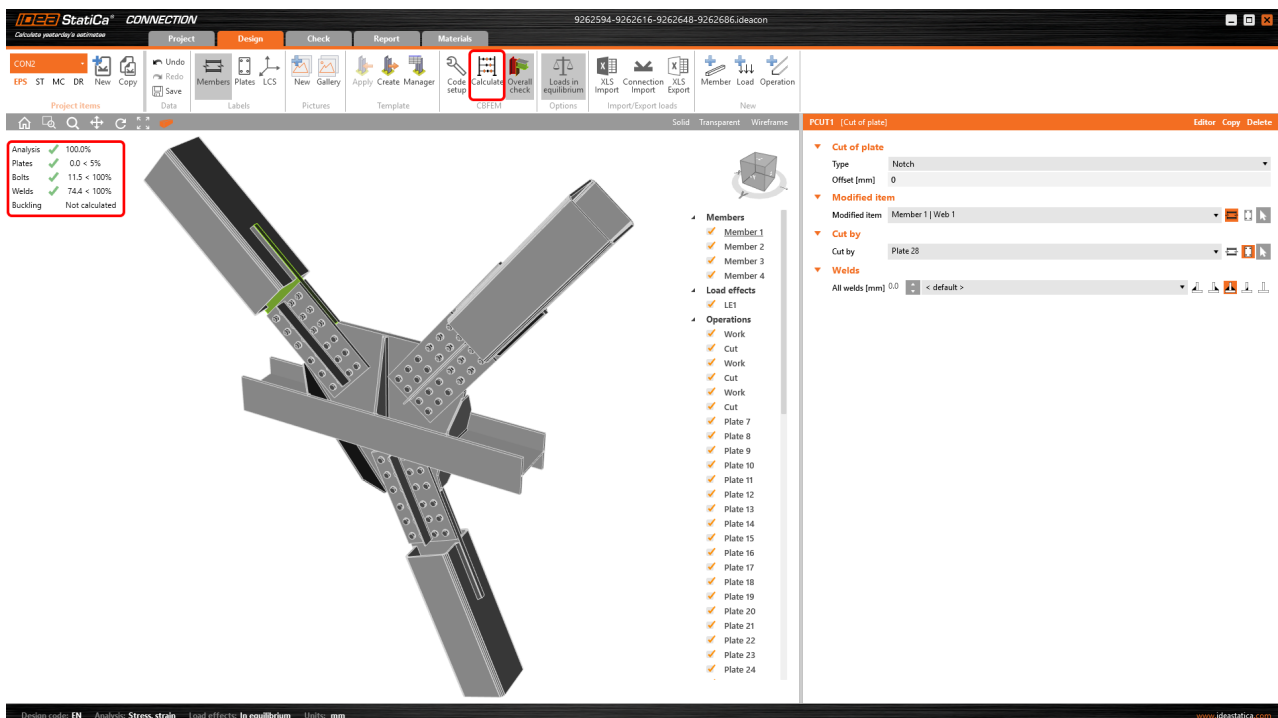 IDEA StatiCa® CONNECTION
9262594-9262616-9262648-9262686.ideacon
Calculate yesterday's estimates
Project Design Check Report Materials
CON2
EPS ST MC DR New Copy
Undo
Redo
Save
Members Plates LCS
New Gallery
Apply Create Manager
Code setup Calculate Overall check
Loads in equilibrium
XLS Import Connection Import XLS Export
Member Load Operation
Project items Data Labels Pictures Template CBFEM Options Import/Export loads New
Solid Transparent Wireframe
Analysis 100.0%
Plates 0.0 < 5%
Bolts 11.5 < 100%
Welds 74.4 < 100%
Buckling Not calculated
Members
Member 1
Member 2
Member 3
Member 4
Load effects
LE1
Operations
Work
Cut
Work
Cut
Work
Cut
Plate 7
Plate 8
Plate 9
Plate 10
Plate 11
Plate 12
Plate 13
Plate 14
Plate 15
Plate 16
Plate 17
Plate 18
Plate 19
Plate 20
Plate 21
Plate 22
Plate 23
Plate 24
PCUT1 [Cut of plate] Editor Copy Delete
Cut of plate
Type Notch
Offset [mm] 0
Modified item
Modified item Member 1 | Web 1
Cut by
Cut by Plate 28
Welds
All welds [mm] 0.0 < default >
Design code: EN Analysis: Stress, strain Load effects: In equilibrium Units: mm
www.ideastatica.com